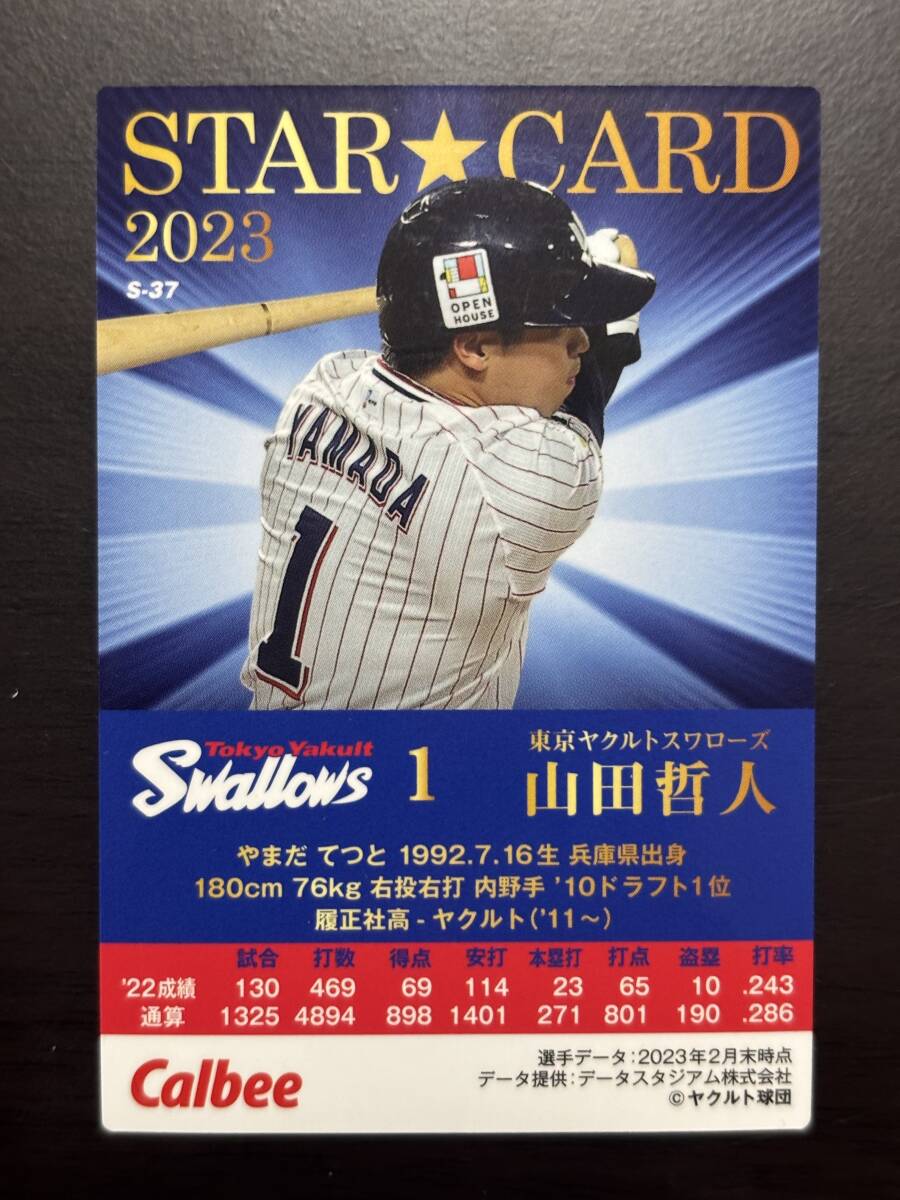 STAR★CARD
2023
S-37
OPEN
HOUSE
YAMADA
1
Tokyo Yakult
Swallows
1
東京ヤクルトスワローズ
山田哲人
やまだ てつと 1992.7.16生 兵庫県出身
180cm 76kg 右投右打 内野手 '10ドラフト1位
履正社高-ヤクルト('11～)
試合 打数 得点 安打 本塁打 打点 盗塁 打率
'22成績 130 469 69 114 23 65 10 .243
通算 1325 4894 898 1401 271 801 190 .286
Calbee
選手データ:2023年2月末時点
データ提供:データスタジアム株式会社
©ヤクルト球団